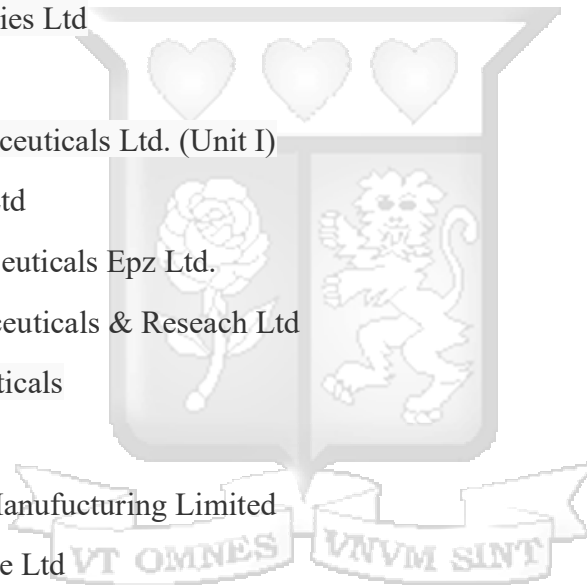 ies Ltd
ceuticals Ltd. (Unit I)
td
euticals Epz Ltd.
ceuticals & Reseach Ltd
ticals
Manufucturing Limited
e Ltd
VT OMNES VNVM SINT